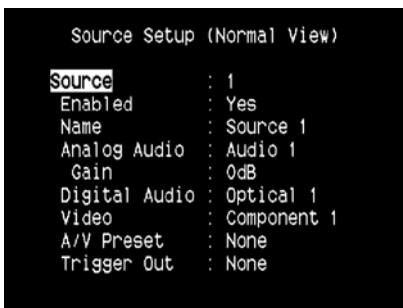 Source Setup (Normal View)
Source : 1
Enabled : Yes
Name : Source 1
Analog Audio : Audio 1
Gain : 0dB
Digital Audio : Optical 1
Video : Component 1
A/V Preset : None
Trigger Out : None